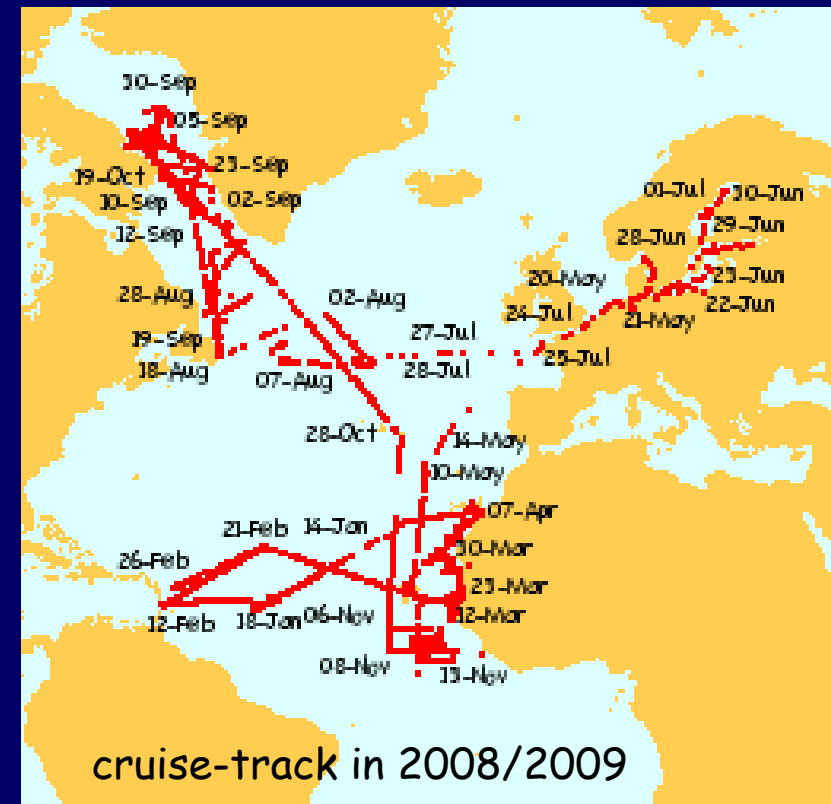 30-Sep
05-Sep
23-Sep
19-Oct
10-Sep
02-Sep
12-Sep
01-Jul
30-Jun
29-Jun
28-Jun
20-May
23-Jun
22-Jun
28-Aug
02-Aug
24-Jul
21-May
19-Sep
27-Jul
18-Aug
07-Aug
28-Jul
25-Jul
28-Oct
14-May
10-May
07-Apr
21-Feb
14-Jan
30-Mar
26-Feb
23-Mar
12-Feb
18-Jan
06-Nov
12-Mar
08-Nov
13-Nov
cruise-track in 2008/2009